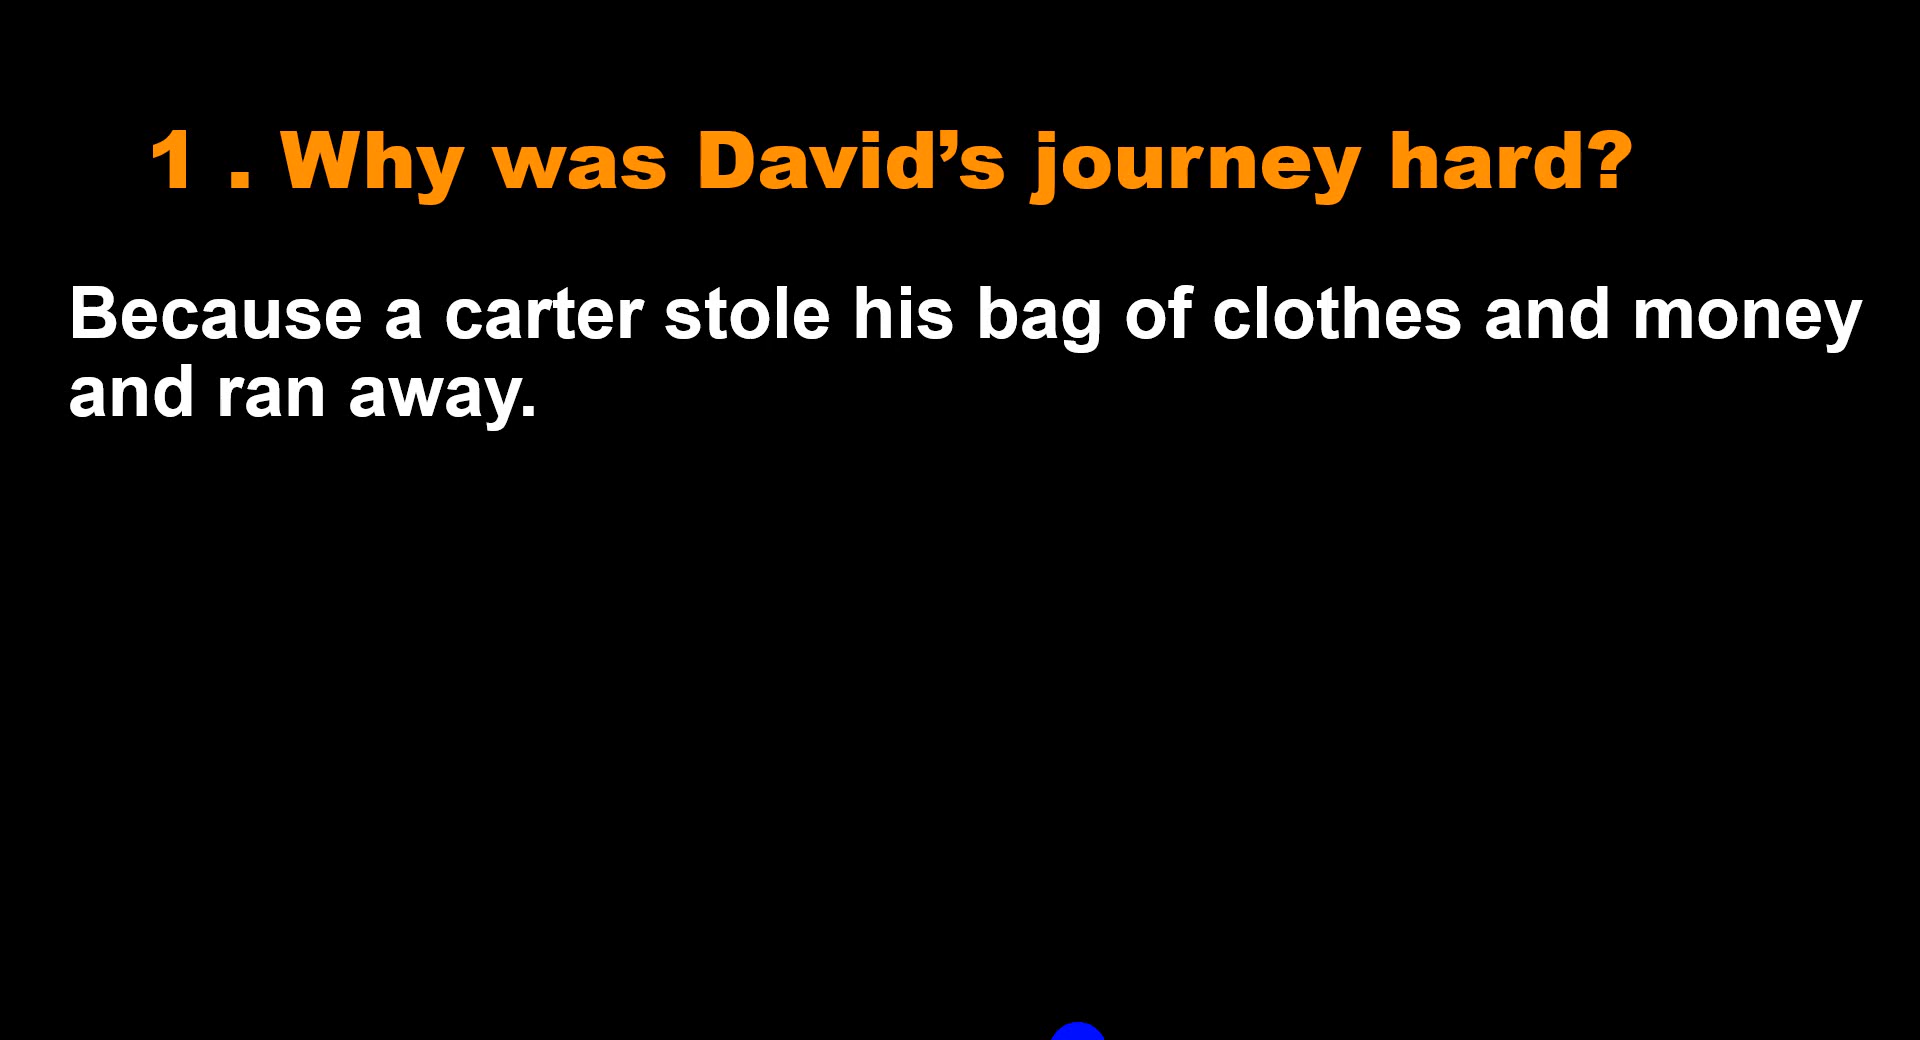 1 . Why was David’s journey hard?
Because a carter stole his bag of clothes and money
and ran away.